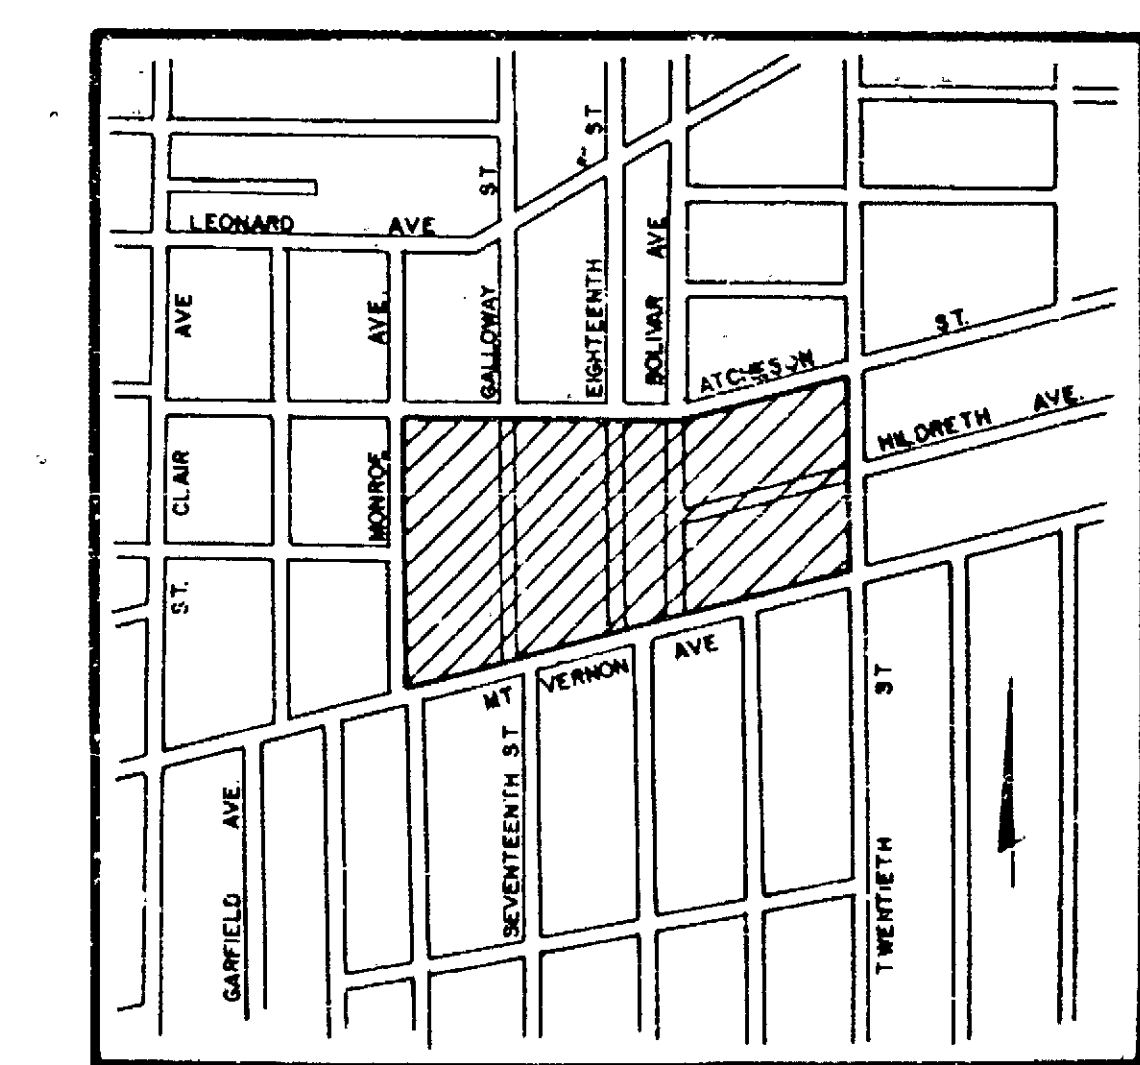 ST
ST
LEONARD AVE
AVE
AVE
GALLOWAY
EIGHTEENTH
BOLIVAR AVE
ATCHESON ST.
HILDRETH AVE.
CLAIR
MONROE
ST.
MT VERNON AVE
ST
SEVENTEENTH ST
GARFIELD AVE.
TWENTIETH